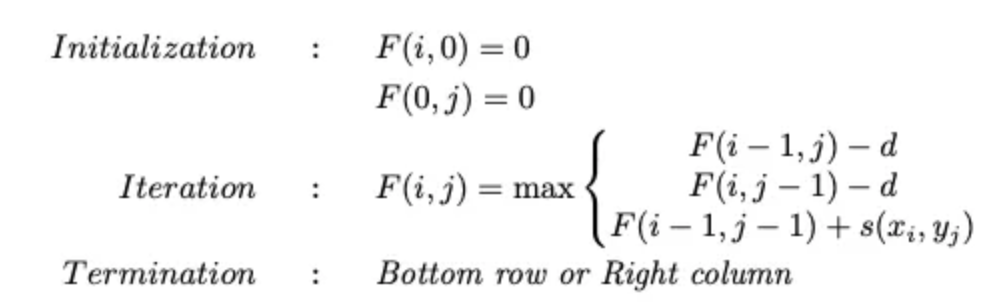 Initialization : F(i, 0) = 0
F(0, j) = 0
F(i − 1, j) − d
Iteration : F(i, j) = max { F(i, j − 1) − d
F(i − 1, j − 1) + s(x_i, y_j)
Termination : Bottom row or Right column